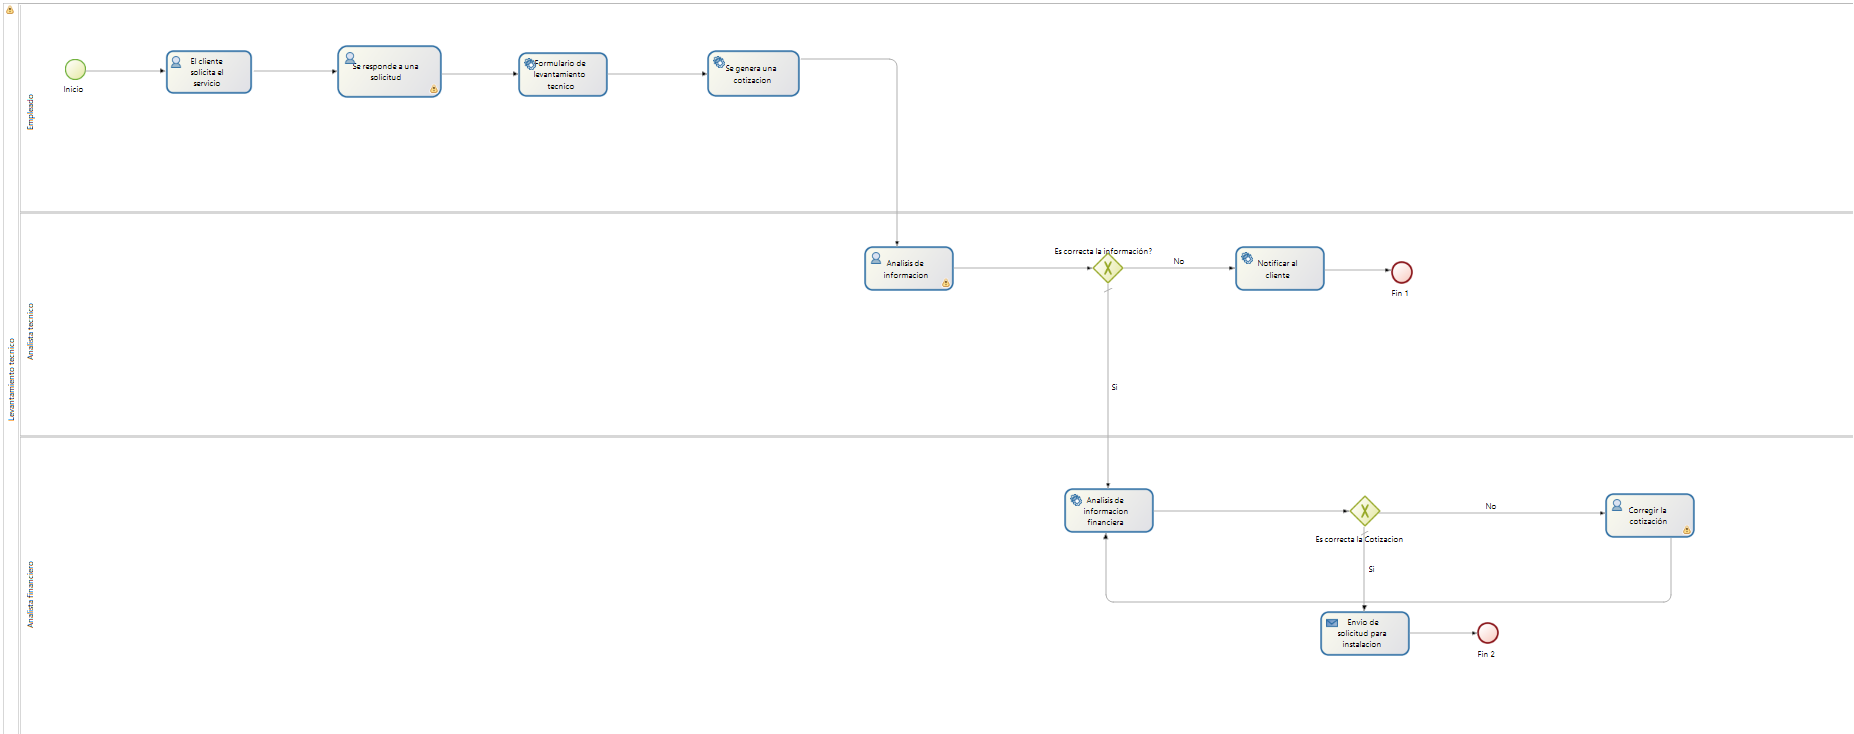 Levantamiento tecnico
Empleado
Inicio
El cliente
solicita el
servicio
Se responde a una
solicitud
Formulario de
levantamiento
tecnico
Se genera una
cotizacion
Analista tecnico
Analisis de
informacion
Es correcta la información?
No
Notificar al
cliente
Fin 1
Si
Analista financiero
Analisis de
informacion
financiera
Es correcta la Cotizacion
No
Corregir la
cotización
Si
Envio de
solicitud para
instalacion
Fin 2